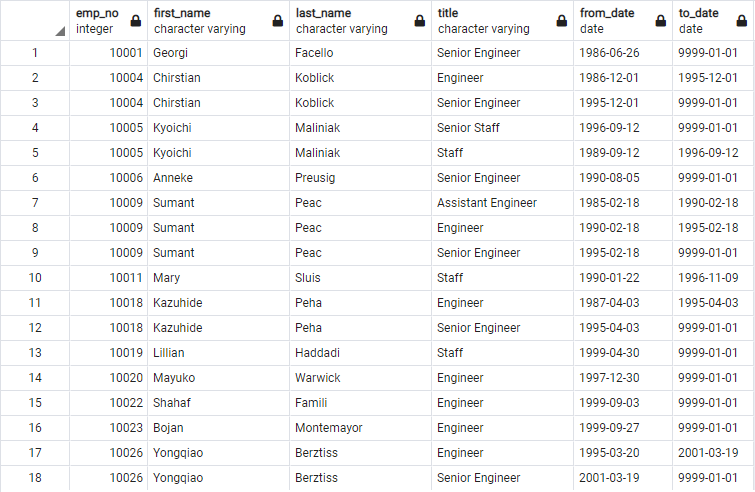 emp_no first_name last_name title from_date to_date
integer character varying character varying character varying date date
1 10001 Georgi Facello Senior Engineer 1986-06-26 9999-01-01
2 10004 Chirstian Koblick Engineer 1986-12-01 1995-12-01
3 10004 Chirstian Koblick Senior Engineer 1995-12-01 9999-01-01
4 10005 Kyoichi Maliniak Senior Staff 1996-09-12 9999-01-01
5 10005 Kyoichi Maliniak Staff 1989-09-12 1996-09-12
6 10006 Anneke Preusig Senior Engineer 1990-08-05 9999-01-01
7 10009 Sumant Peac Assistant Engineer 1985-02-18 1990-02-18
8 10009 Sumant Peac Engineer 1990-02-18 1995-02-18
9 10009 Sumant Peac Senior Engineer 1995-02-18 9999-01-01
10 10011 Mary Sluis Staff 1990-01-22 1996-11-09
11 10018 Kazuhide Peha Engineer 1987-04-03 1995-04-03
12 10018 Kazuhide Peha Senior Engineer 1995-04-03 9999-01-01
13 10019 Lillian Haddadi Staff 1999-04-30 9999-01-01
14 10020 Mayuko Warwick Engineer 1997-12-30 9999-01-01
15 10022 Shahaf Famili Engineer 1999-09-03 9999-01-01
16 10023 Bojan Montemayor Engineer 1999-09-27 9999-01-01
17 10026 Yongqiao Berztiss Engineer 1995-03-20 2001-03-19
18 10026 Yongqiao Berztiss Senior Engineer 2001-03-19 9999-01-01